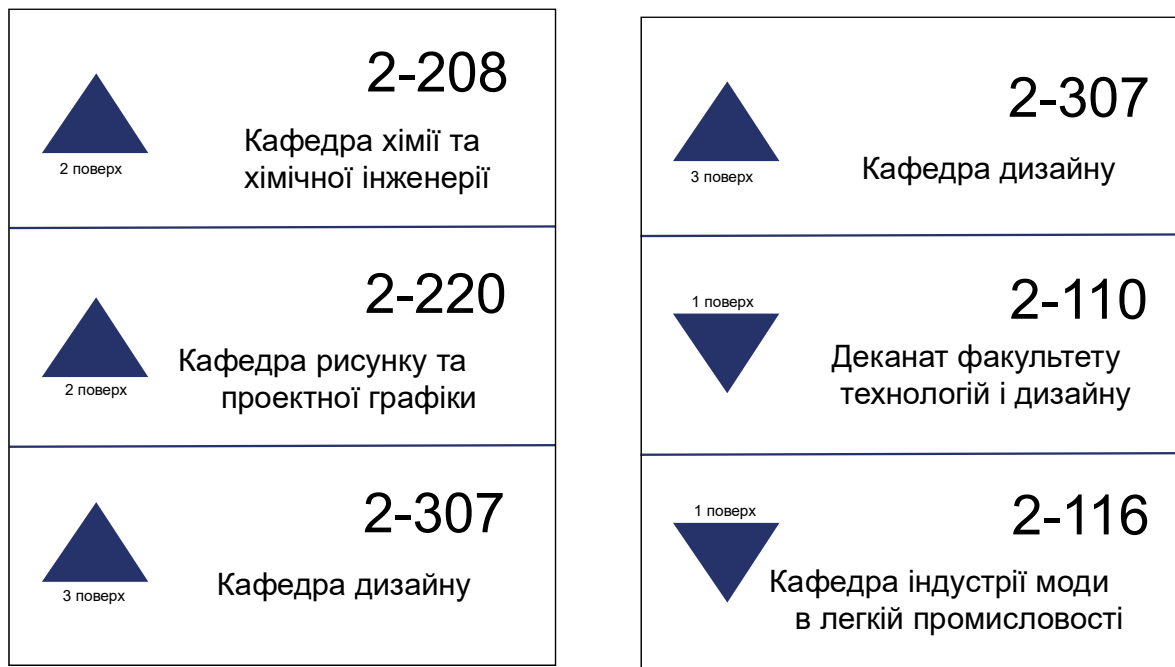 2-208
Кафедра хімії та
хімічної інженерії
2 поверх
2-220
Кафедра рисунку та
проектної графіки
2 поверх
2-307
Кафедра дизайну
3 поверх
2-307
Кафедра дизайну
3 поверх
1 поверх
2-110
Деканат факультету
технологій і дизайну
1 поверх
2-116
Кафедра індустрії моди
в легкій промисловості